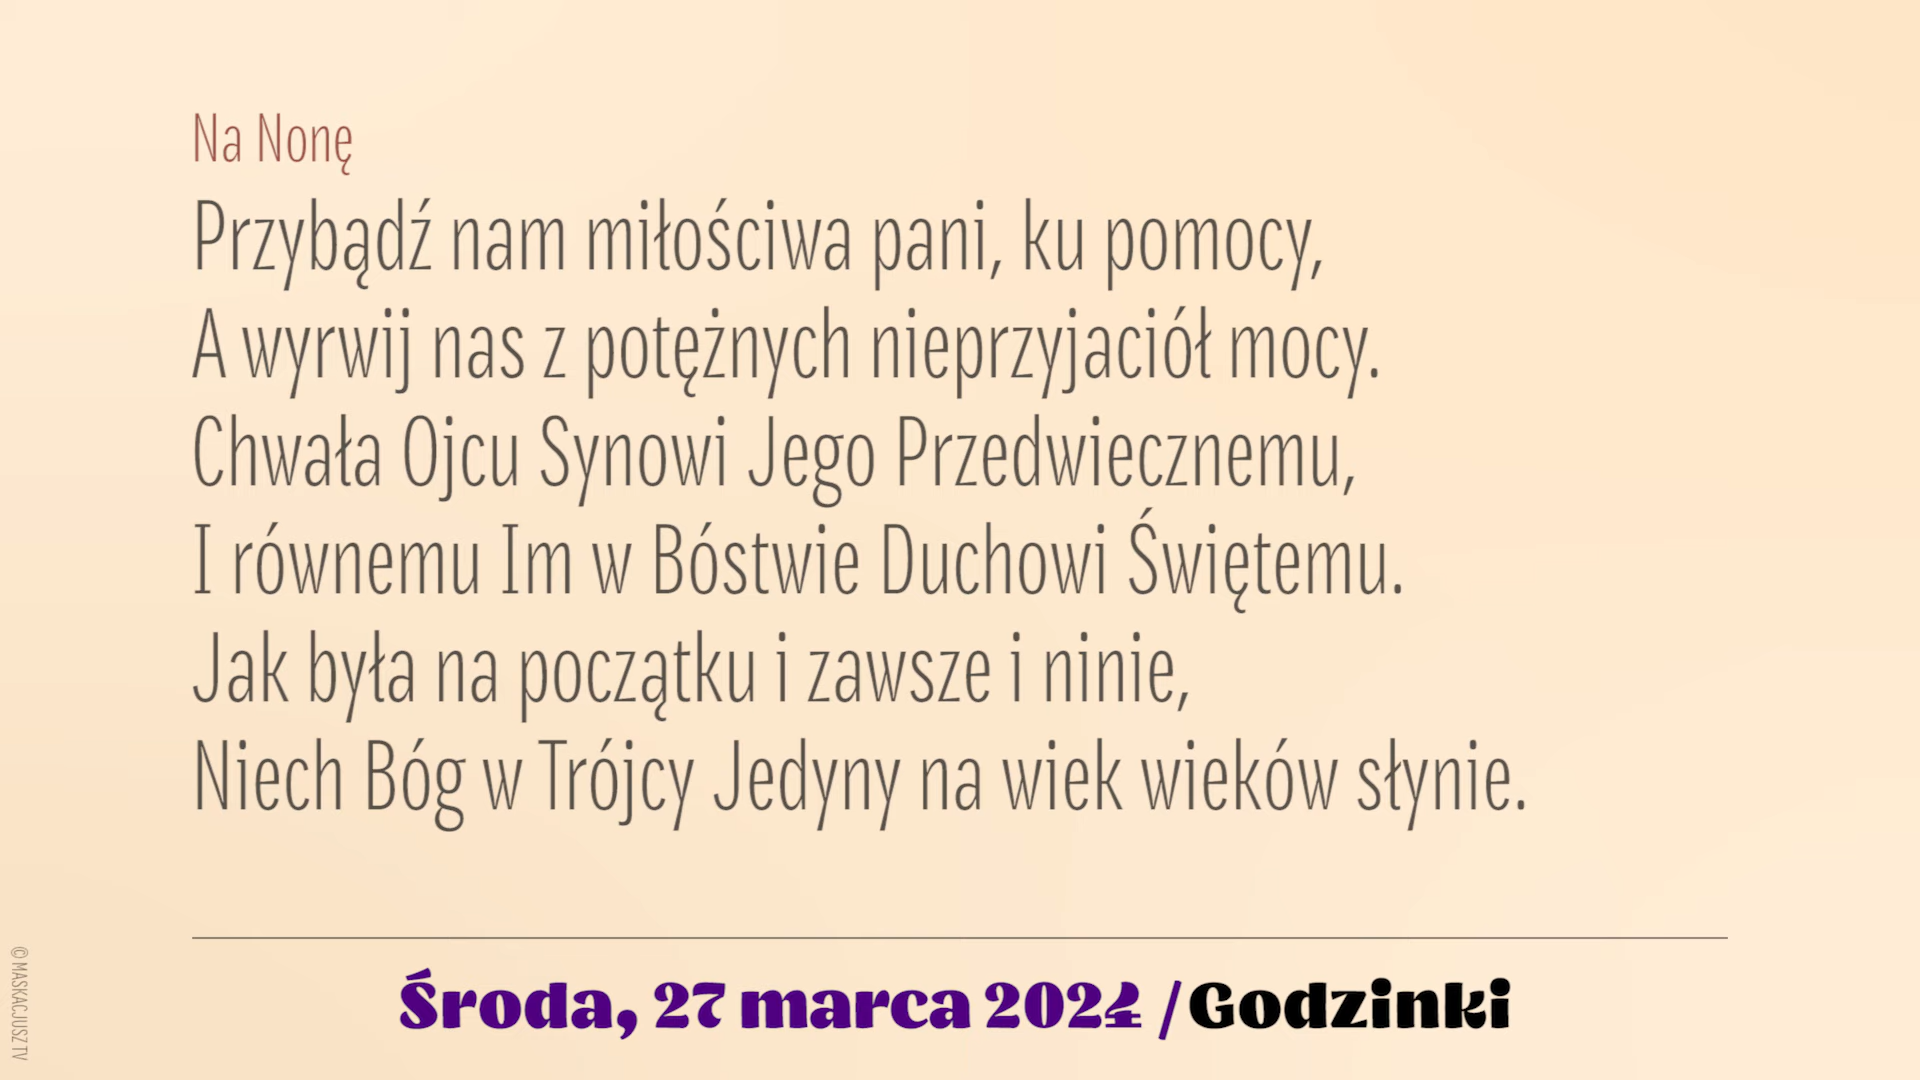 Na Nonę
Przybądź nam miłościwa pani, ku pomocy,
A wyrwij nas z potężnych nieprzyjaciół mocy.
Chwała Ojcu Synowi Jego Przedwiecznemu,
I równemu Im w Bóstwie Duchowi Świętemu.
Jak była na początku i zawsze i ninie,
Niech Bóg w Trójcy Jedyny na wiek wieków słynie.
Środa, 27 marca 2024 /Godzinki
© MASKACJUSZ TV